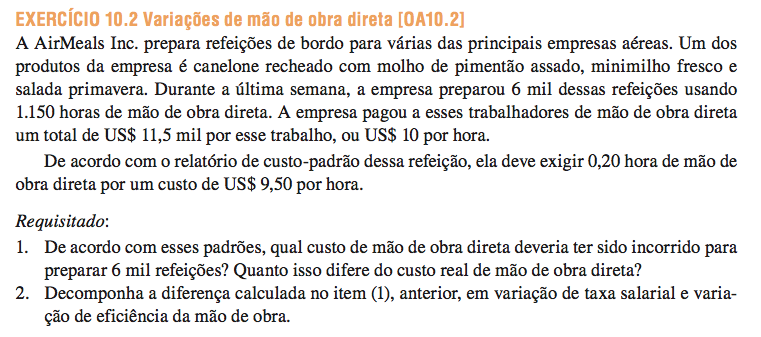 EXERCÍCIO 10.2 Variações de mão de obra direta [OA10.2]
A AirMeals Inc. prepara refeições de bordo para várias das principais empresas aéreas. Um dos
produtos da empresa é canelone recheado com molho de pimentão assado, minimilho fresco e
salada primavera. Durante a última semana, a empresa preparou 6 mil dessas refeições usando
1.150 horas de mão de obra direta. A empresa pagou a esses trabalhadores de mão de obra direta
um total de US$ 11,5 mil por esse trabalho, ou US$ 10 por hora.
De acordo com o relatório de custo-padrão dessa refeição, ela deve exigir 0,20 hora de mão de
obra direta por um custo de US$ 9,50 por hora.
Requisitado:
1. De acordo com esses padrões, qual custo de mão de obra direta deveria ter sido incorrido para
preparar 6 mil refeições? Quanto isso difere do custo real de mão de obra direta?
2. Decomponha a diferença calculada no item (1), anterior, em variação de taxa salarial e varia-
ção de eficiência da mão de obra.